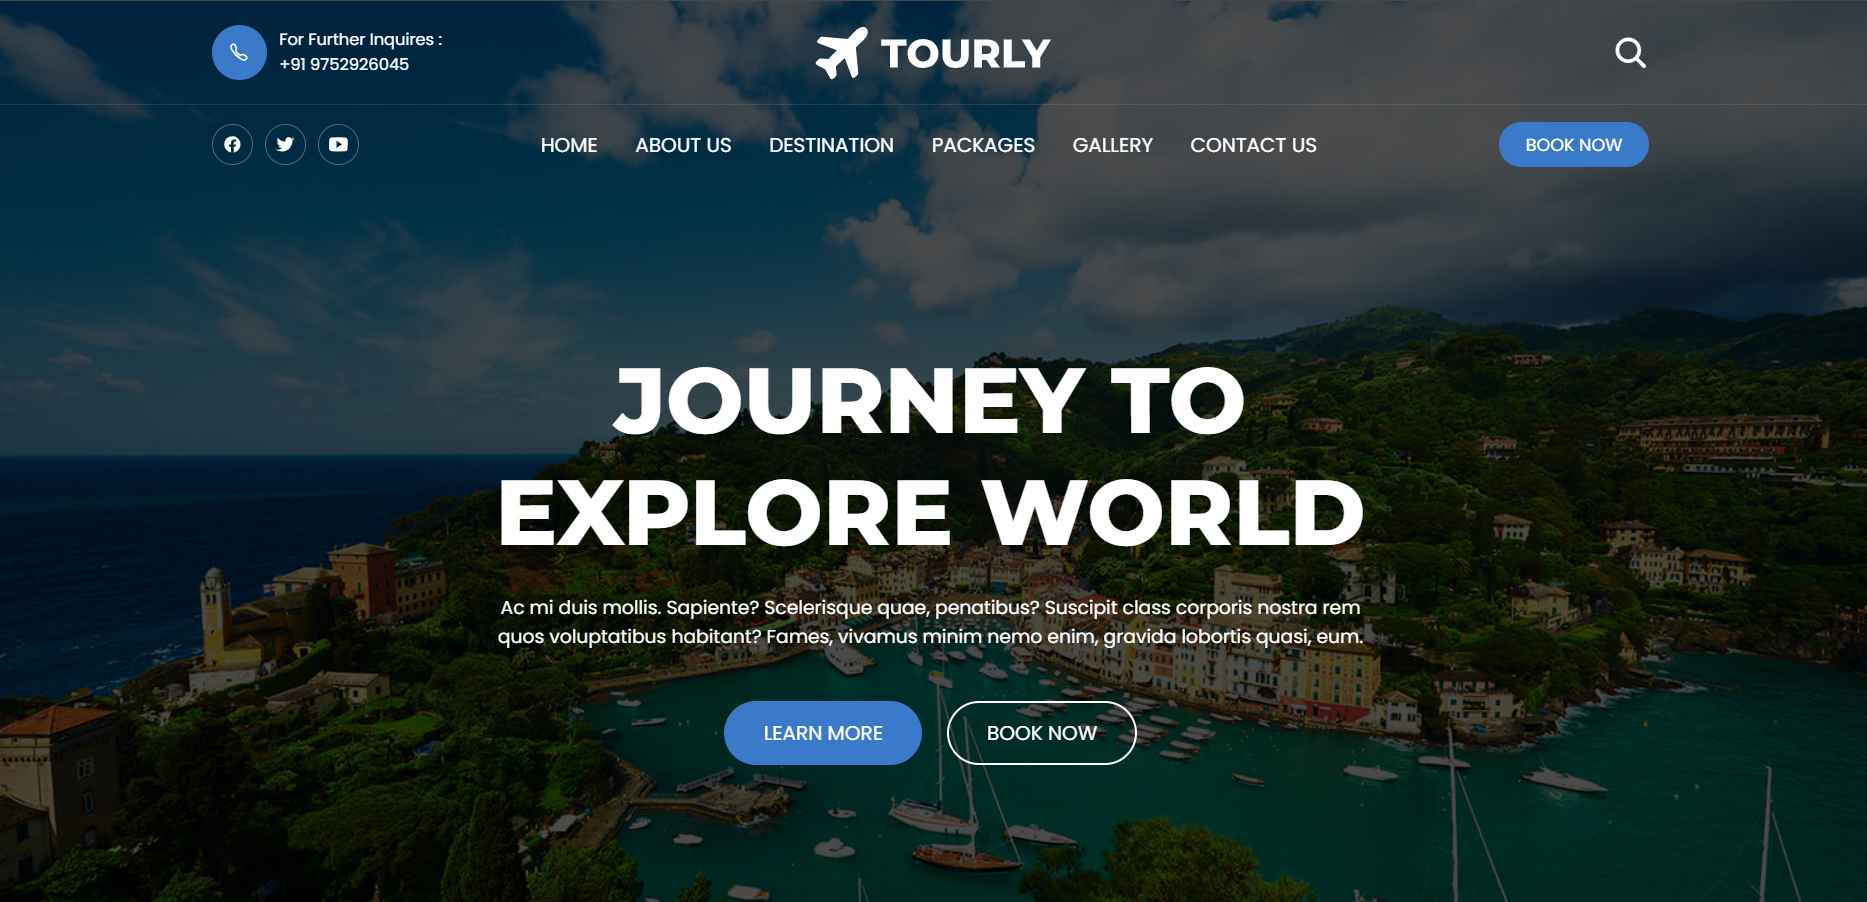 For Further Inquires :
+91 9752926045
TOURLY
HOME ABOUT US DESTINATION PACKAGES GALLERY CONTACT US
BOOK NOW
JOURNEY TO
EXPLORE WORLD
Ac mi duis mollis. Sapiente? Scelerisque quae, penatibus? Suscipit class corporis nostra rem
quos voluptatibus habitant? Fames, vivamus minim nemo enim, gravida lobortis quasi, eum.
LEARN MORE BOOK NOW